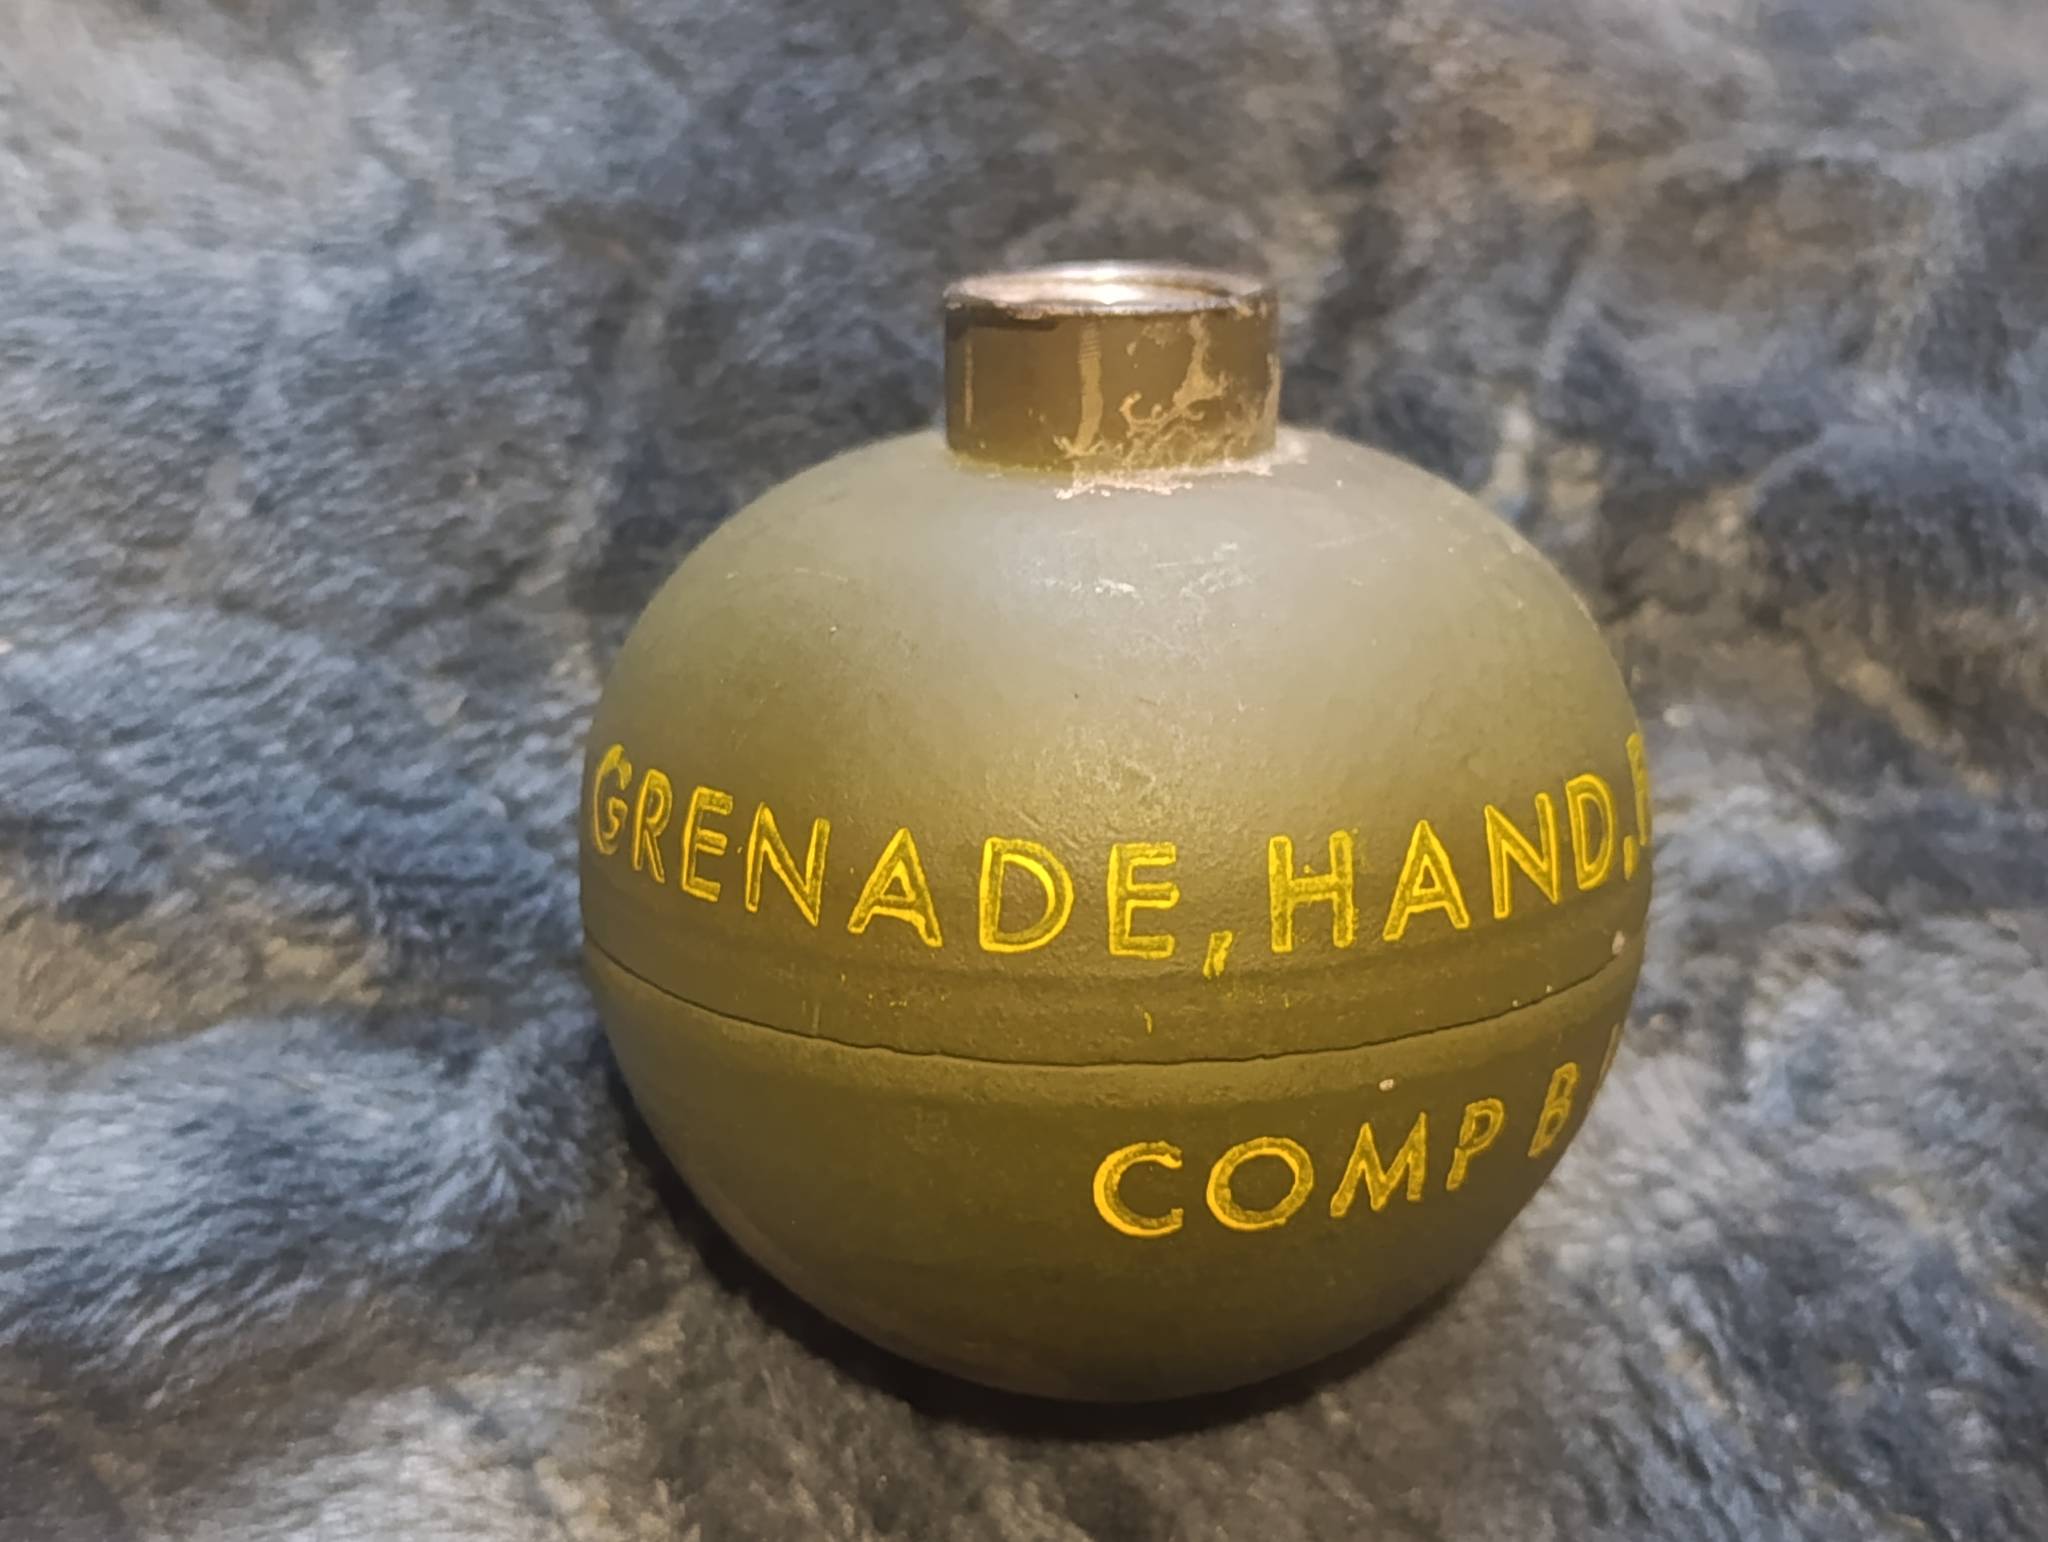 GRENADE, HAND,
COMP B